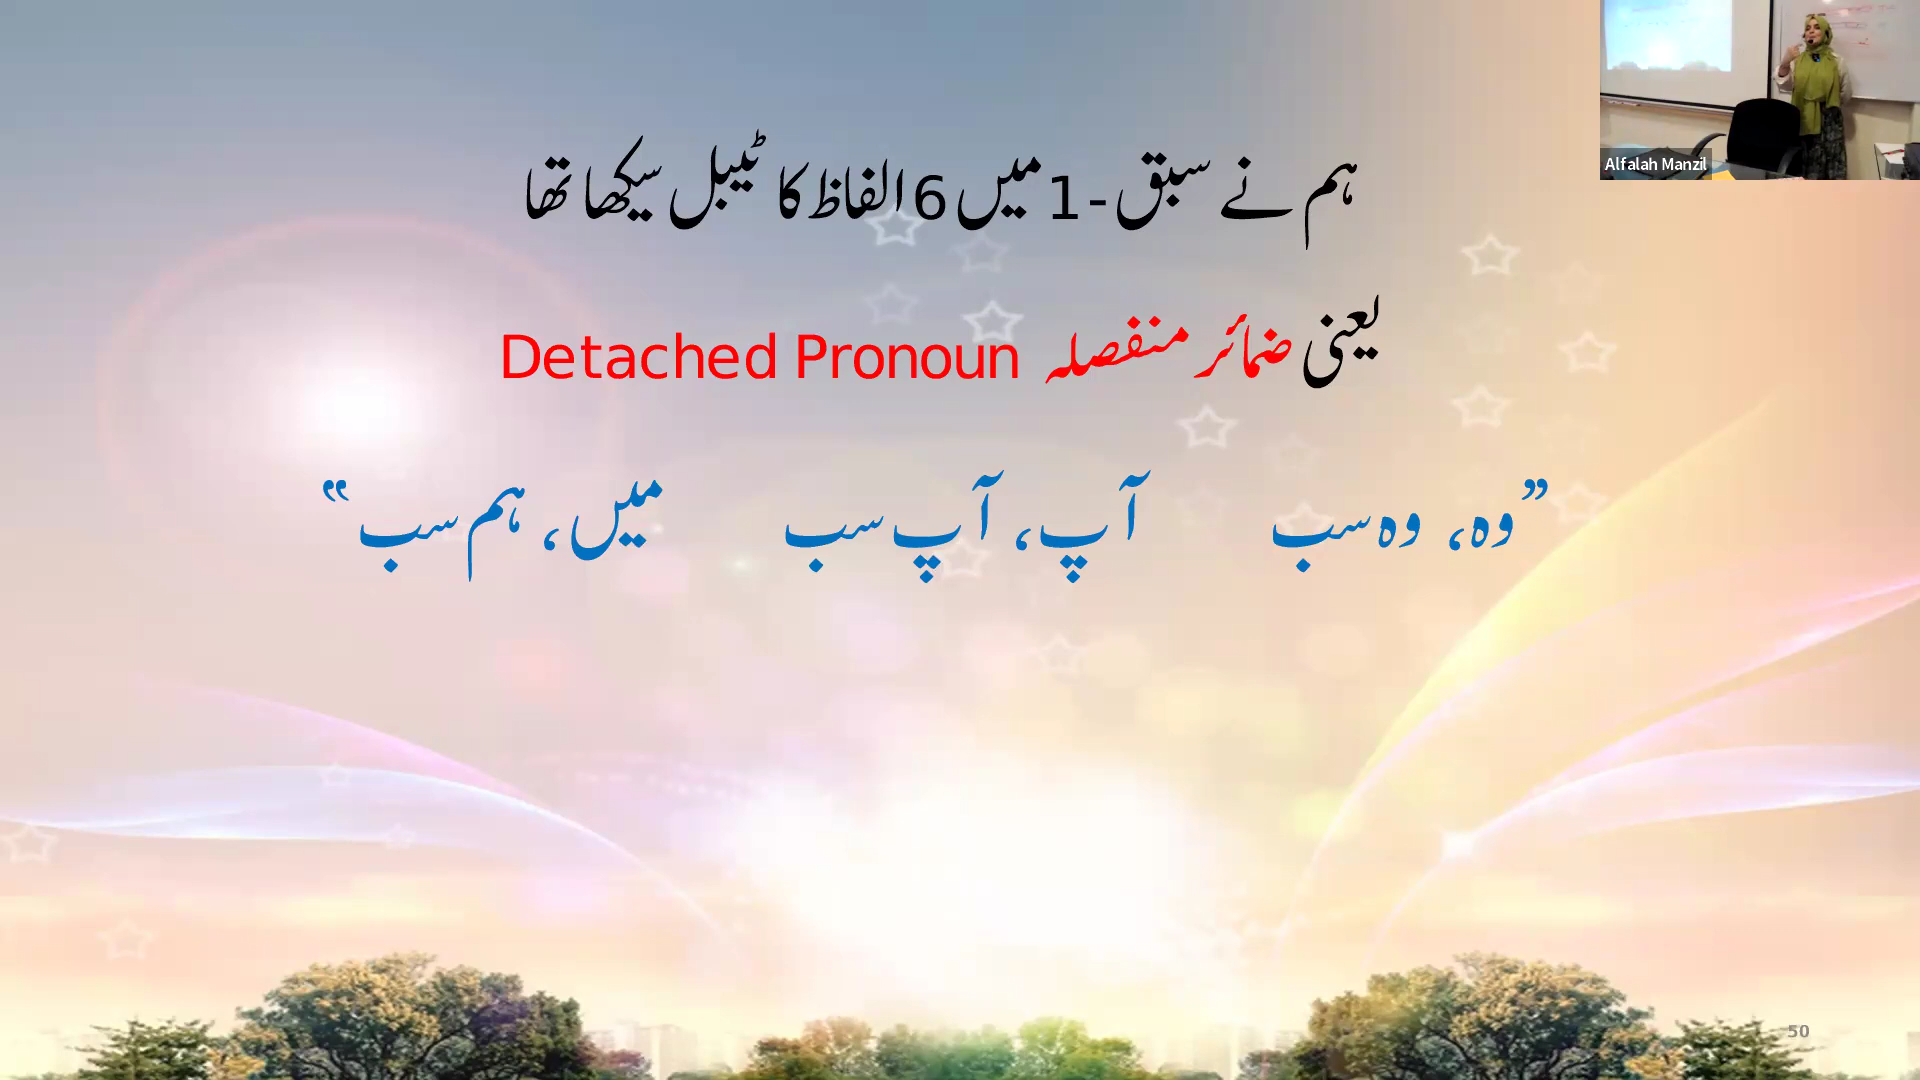 Alfalah Manzil
ہم نے سبق-1 میں 6 الفاظ کا ٹیبل سیکھا تھا
یعنی ضمائر منفصلہ Detached Pronoun
”وہ، وہ سب آپ، آپ سب میں، ہم سب“
50